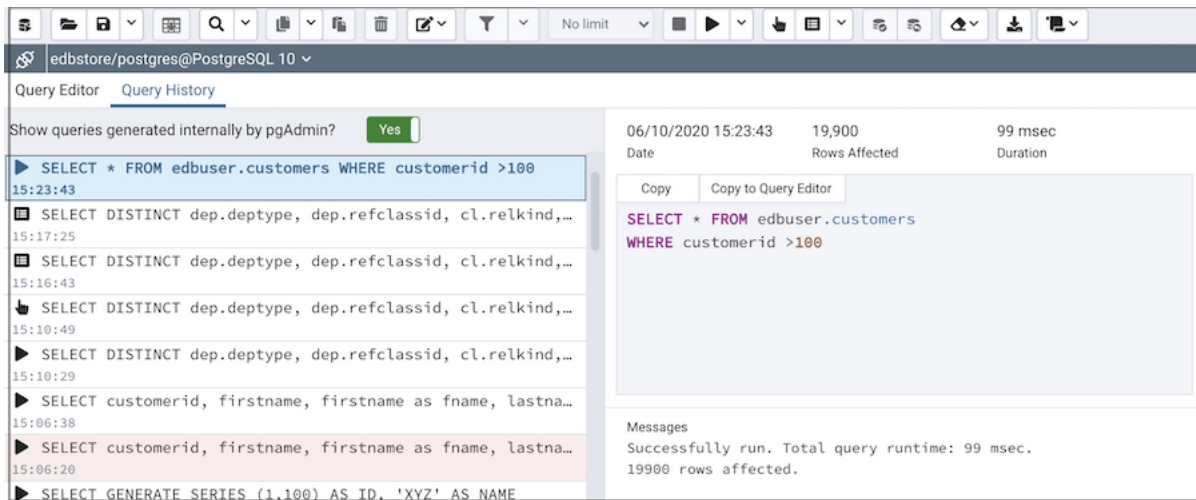 No limit
edbstore/postgres@PostgreSQL 10
Query Editor Query History
Show queries generated internally by pgAdmin? Yes
SELECT * FROM edbuser.customers WHERE customerid >100
15:23:43
SELECT DISTINCT dep.deptype, dep.refclassid, cl.relkind,…
15:17:25
SELECT DISTINCT dep.deptype, dep.refclassid, cl.relkind,…
15:16:43
SELECT DISTINCT dep.deptype, dep.refclassid, cl.relkind,…
15:10:49
SELECT DISTINCT dep.deptype, dep.refclassid, cl.relkind,…
15:10:29
SELECT customerid, firstname, firstname as fname, lastna…
15:06:38
SELECT customerid, firstname, firstname as fname, lastna…
15:06:20
SELECT GENERATE SERIES (1,100) AS ID, 'XYZ' AS NAME
06/10/2020 15:23:43 19,900 99 msec
Date Rows Affected Duration
Copy Copy to Query Editor
SELECT * FROM edbuser.customers
WHERE customerid >100
Messages
Successfully run. Total query runtime: 99 msec.
19900 rows affected.